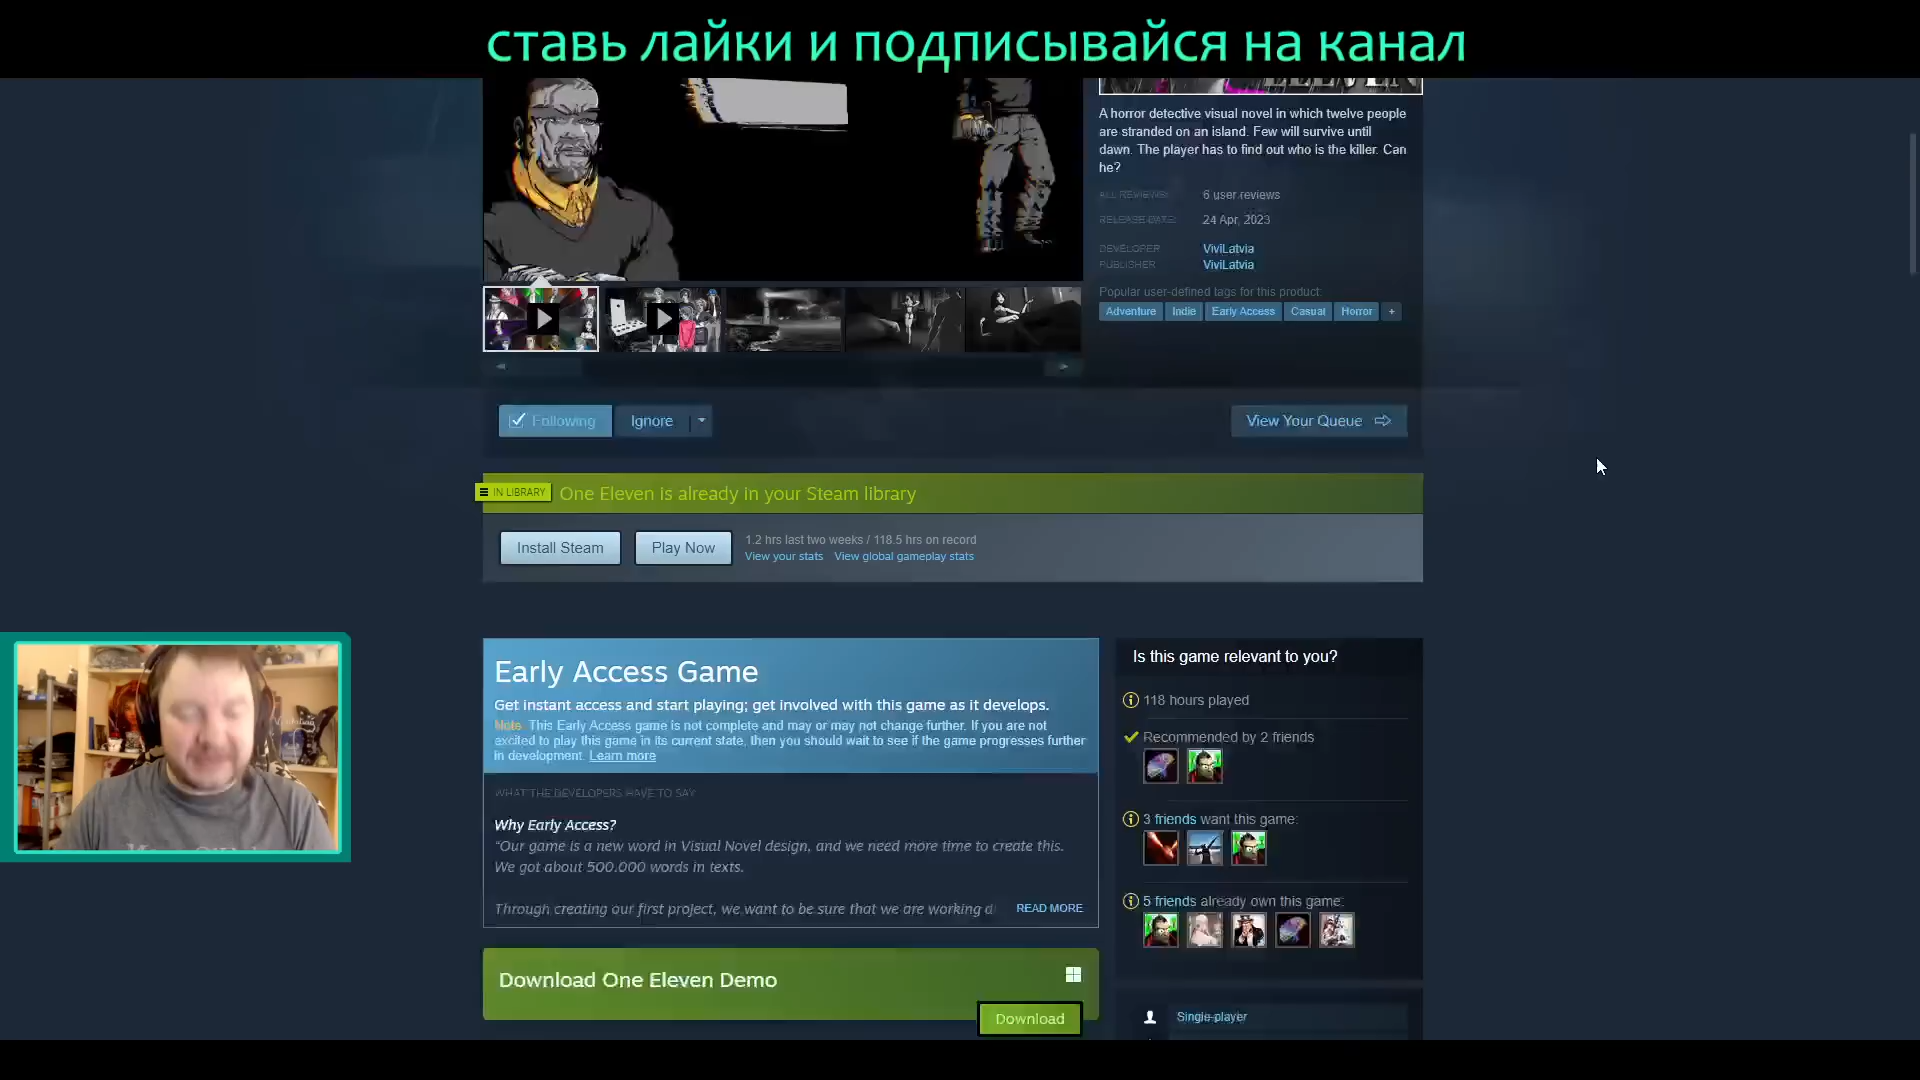 ставь лайки и подписывайся на канал
A horror detective visual novel in which twelve people
are stranded on an island. Few will survive until
dawn. The player has to find out who is the killer. Can
he?
ALL REVIEWS: 6 user reviews
RELEASE DATE: 24 Apr, 2023
DEVELOPER ViviLatvia
PUBLISHER ViviLatvia
Popular user-defined tags for this product:
Adventure Indie Early Access Casual Horror +
Following Ignore View Your Queue
IN LIBRARY One Eleven is already in your Steam library
Install Steam Play Now
1.2 hrs last two weeks / 118.5 hrs on record
View your stats View global gameplay stats
Early Access Game
Get instant access and start playing; get involved with this game as it develops.
Note: This Early Access game is not complete and may or may not change further. If you are not
excited to play this game in its current state, then you should wait to see if the game progresses further
in development. Learn more
WHAT THE DEVELOPERS HAVE TO SAY:
Why Early Access?
“Our game is a new word in Visual Novel design, and we need more time to create this.
We got about 500.000 words in texts.
Through creating our first project, we want to be sure that we are working
READ MORE
Download One Eleven Demo
Download
Is this game relevant to you?
118 hours played
Recommended by 2 friends
3 friends want this game:
5 friends already own this game:
Single-player